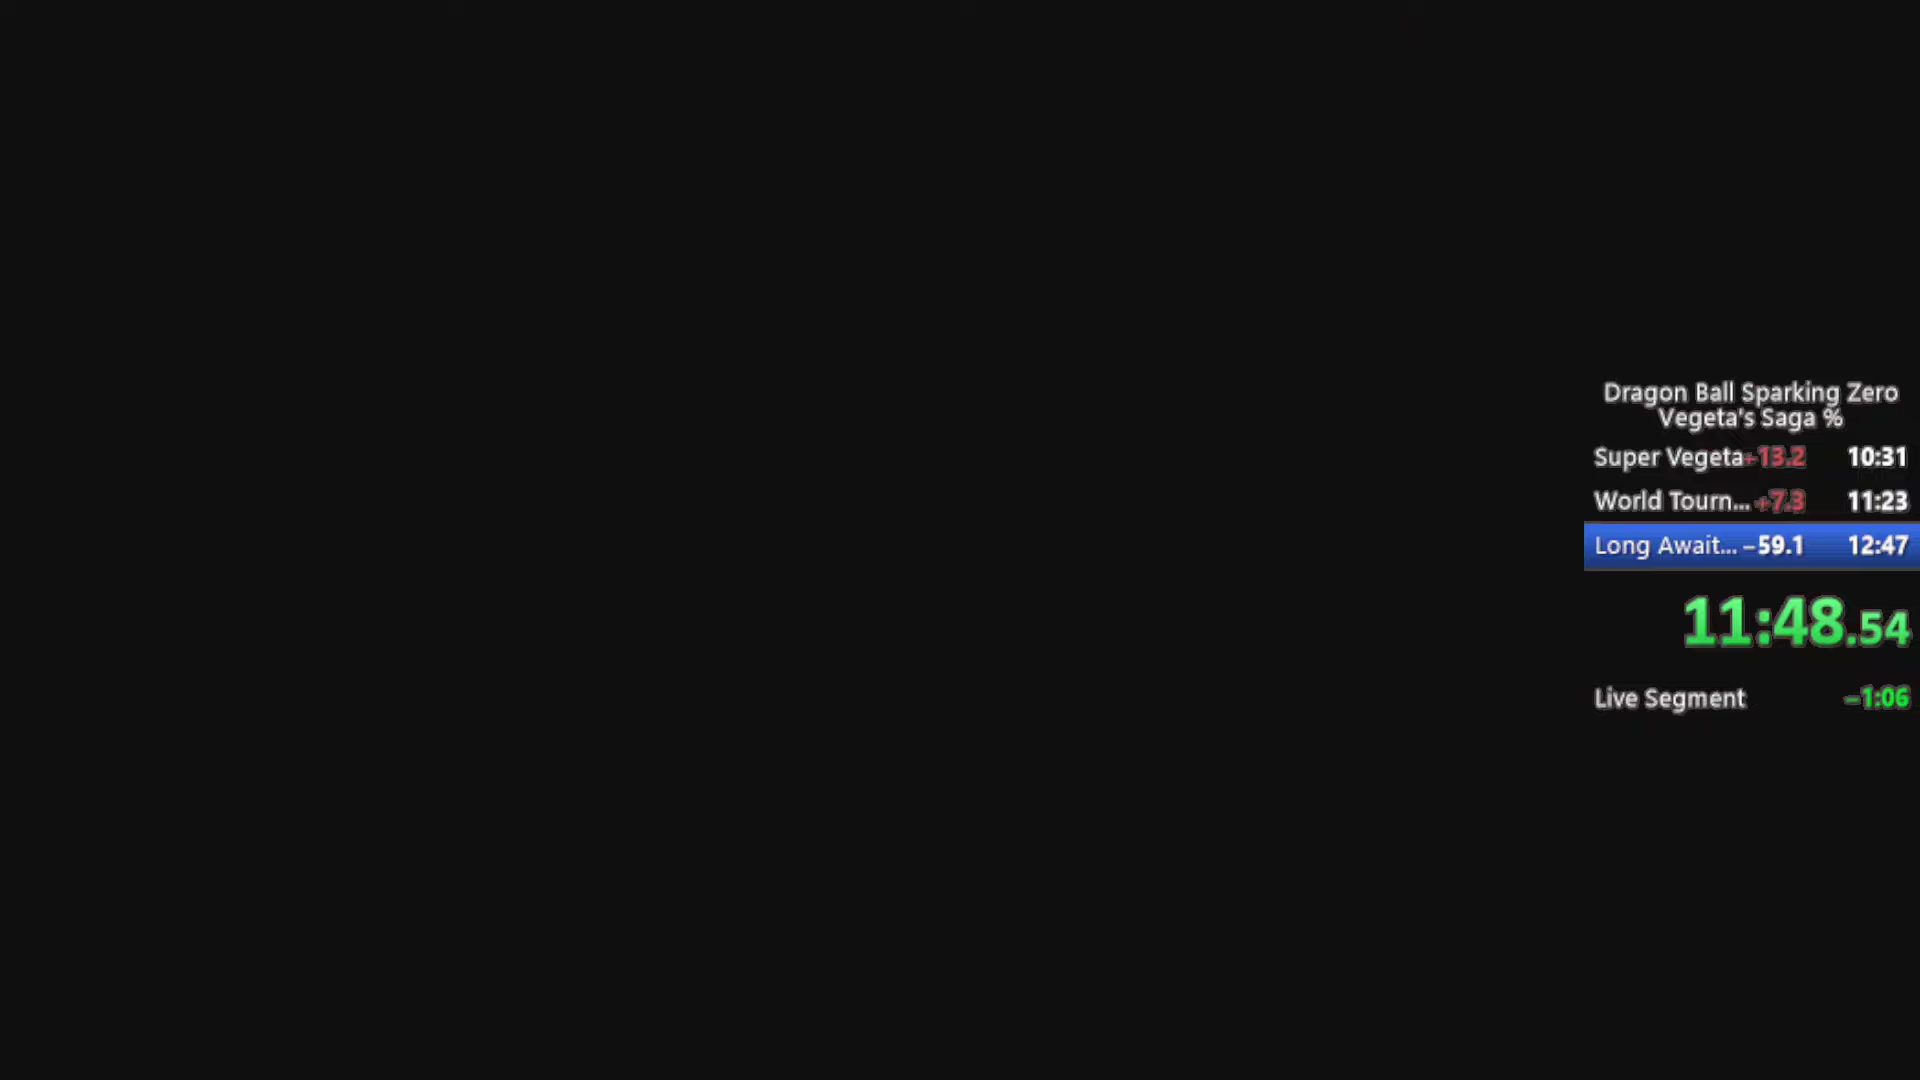 Dragon Ball Sparking Zero
Vegeta's Saga %
Super Vegeta +13.2 10:31
World Tourn... +7.3 11:23
Long Await... −59.1 12:47
11:48.54
Live Segment −1:06